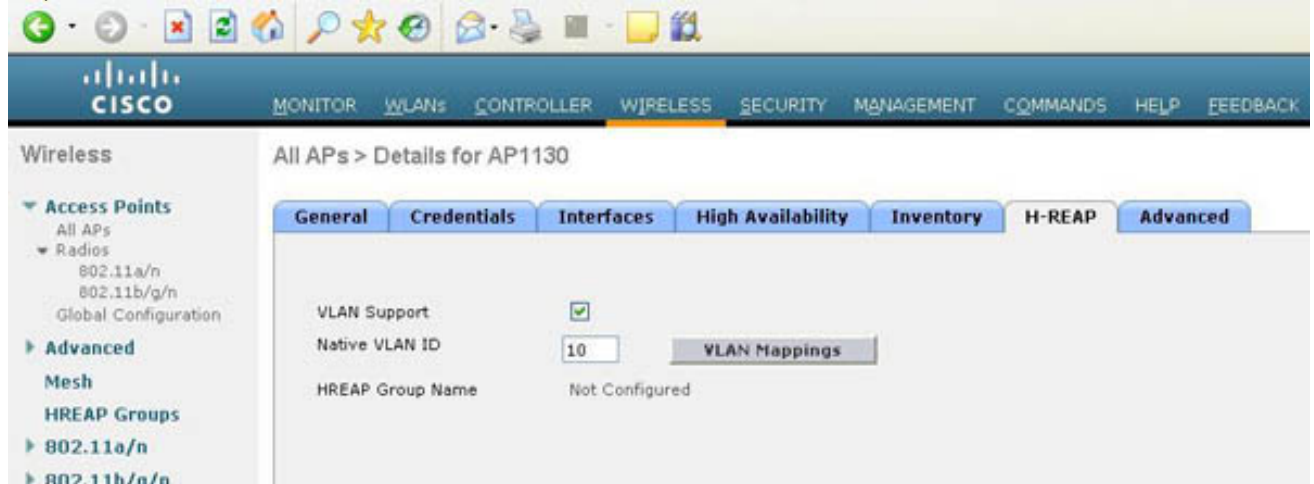 CISCO
MONITOR WLANs CONTROLLER WIRELESS SECURITY MANAGEMENT COMMANDS HELP FEEDBACK
Wireless
All APs > Details for AP1130
Access Points
All APs
Radios
802.11a/n
802.11b/g/n
Global Configuration
Advanced
Mesh
HREAP Groups
802.11a/n
802.11b/g/n
General Credentials Interfaces High Availability Inventory H-REAP Advanced
VLAN Support
Native VLAN ID 10 VLAN Mappings
HREAP Group Name Not Configured